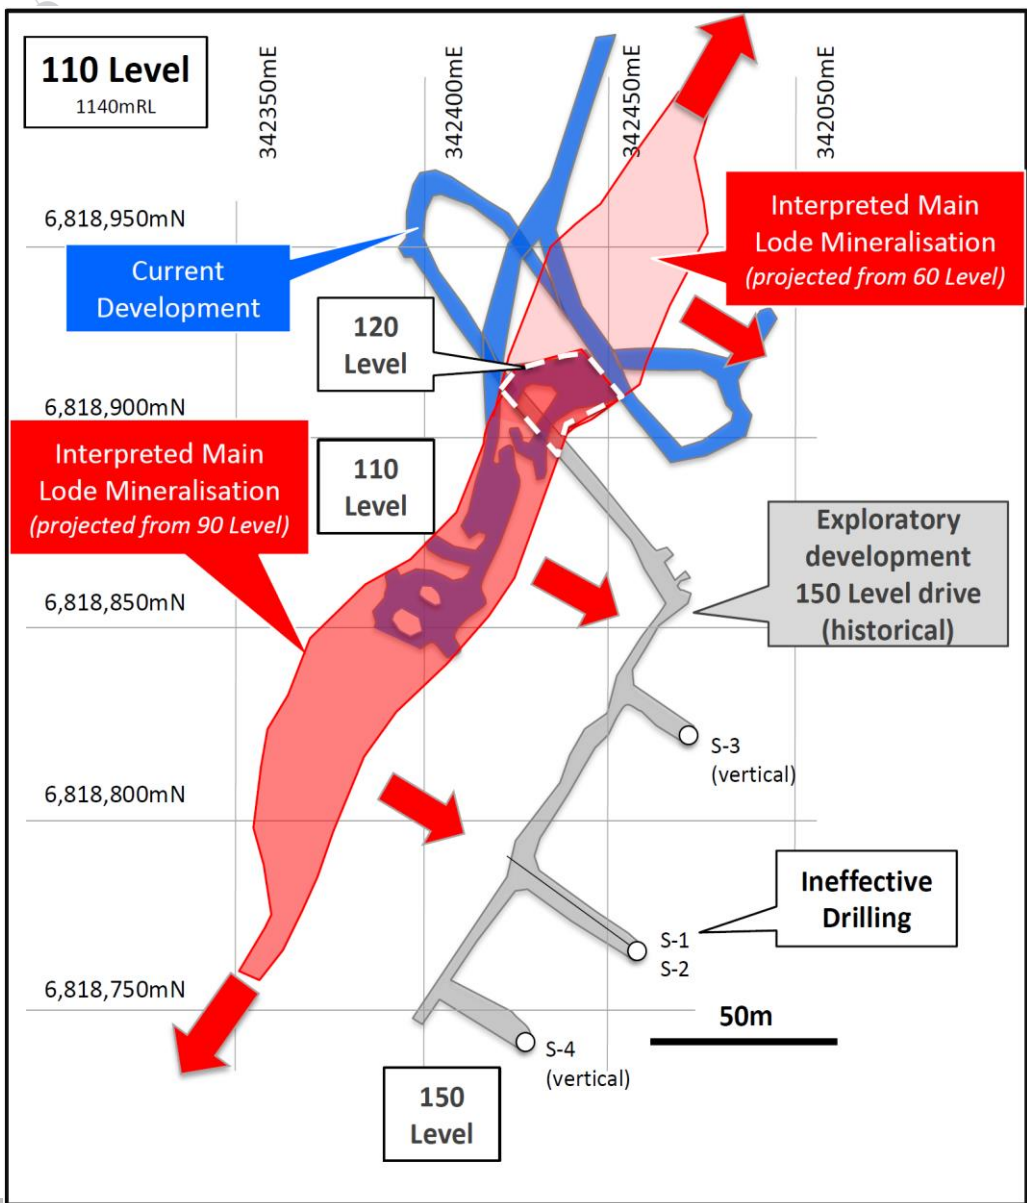 110 Level
1140mRL
342350mE
342400mE
342450mE
342050mE
6,818,950mN
Interpreted Main
Lode Mineralisation
(projected from 60 Level)
Current
Development
120
Level
6,818,900mN
Interpreted Main
Lode Mineralisation
(projected from 90 Level)
110
Level
Exploratory
development
150 Level drive
(historical)
6,818,850mN
S-3
(vertical)
6,818,800mN
Ineffective
Drilling
S-1
S-2
6,818,750mN
50m
S-4
(vertical)
150
Level